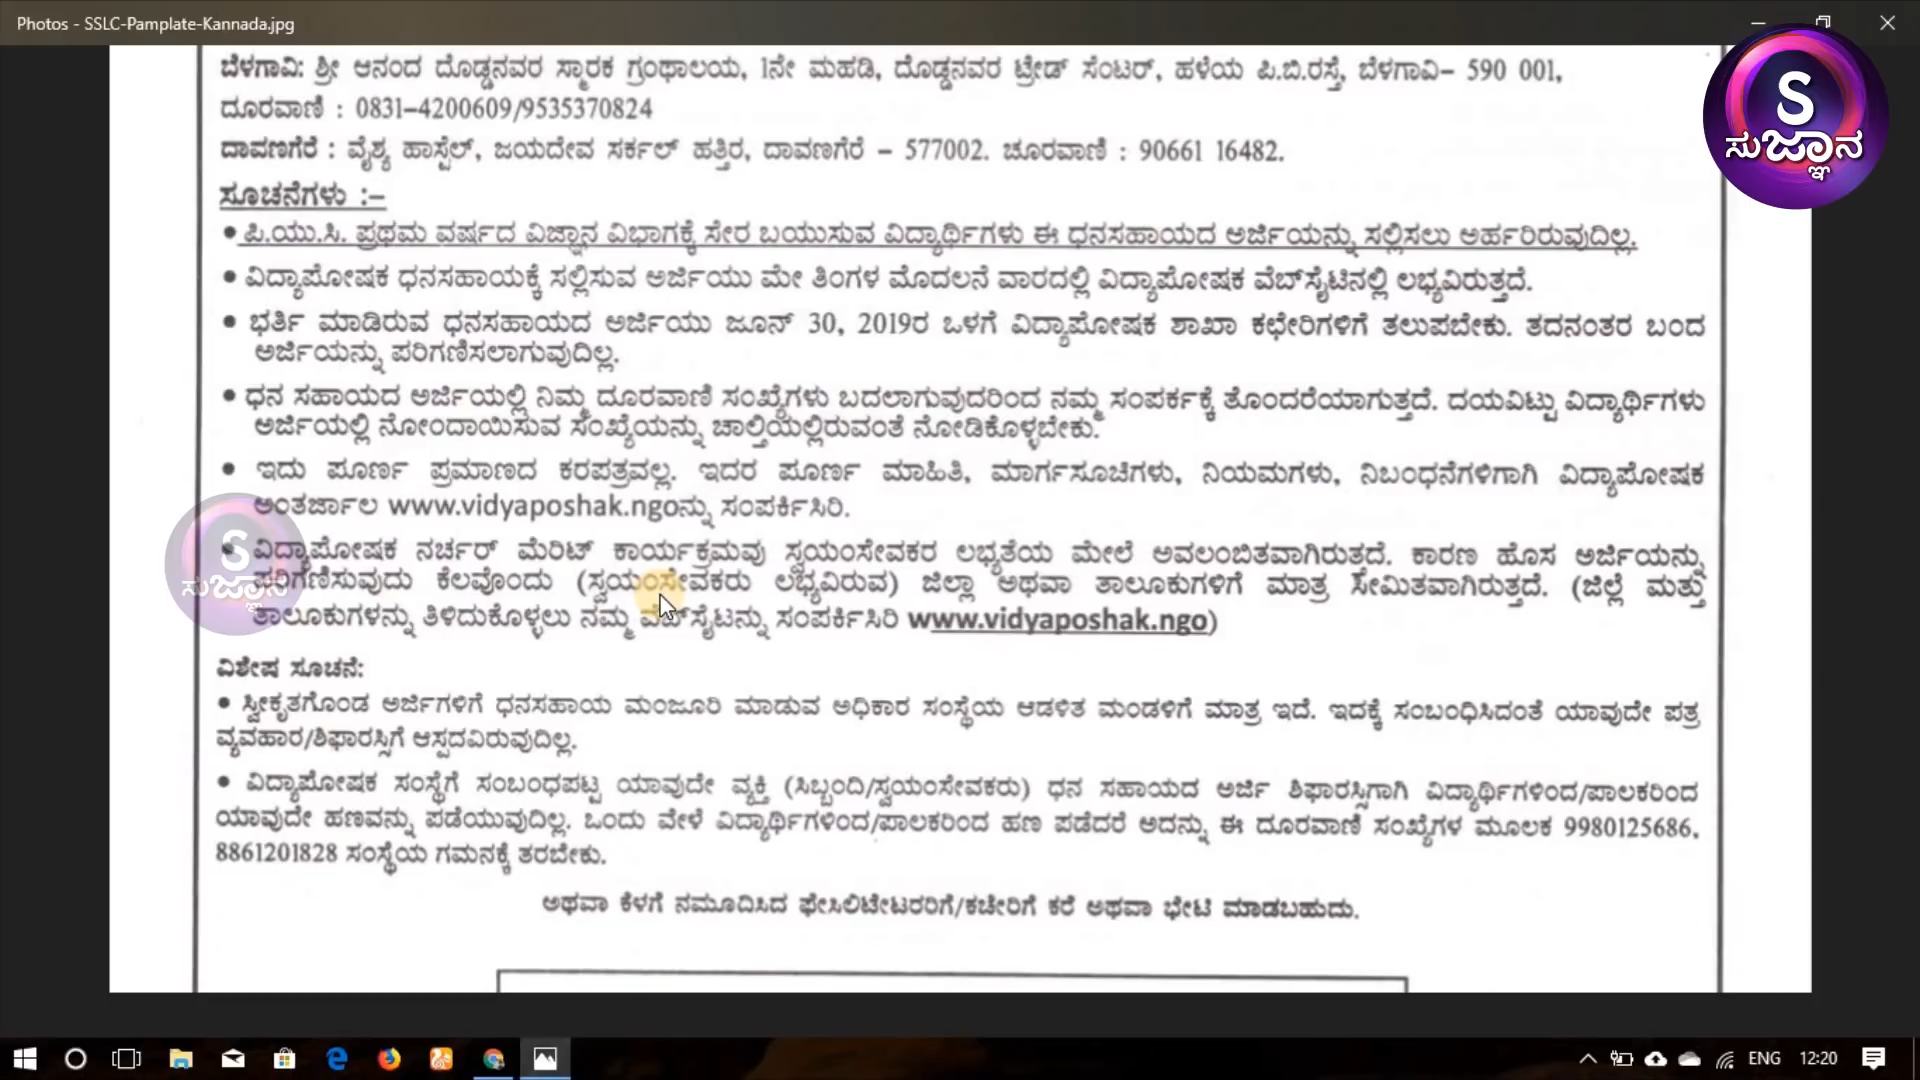 Photos - SSLC-Pamplate-Kannada.jpg
ಬೆಳಗಾವಿ: ಶ್ರೀ ಆನಂದ ದೊಡ್ಡನವರ ಸ್ಮಾರಕ ಗ್ರಂಥಾಲಯ, 1ನೇ ಮಹಡಿ, ದೊಡ್ಡನವರ ಟ್ರೇಡ್ ಸೆಂಟರ್, ಹಳೆಯ ಪಿ.ಬಿ.ರಸ್ತೆ, ಬೆಳಗಾವಿ– 590 001,
ದೂರವಾಣಿ : 0831–4200609/9535370824
ದಾವಣಗೆರೆ : ವೈಶ್ಯ ಹಾಸ್ಟೆಲ್, ಜಯದೇವ ಸರ್ಕಲ್ ಹತ್ತಿರ, ದಾವಣಗೆರೆ – 577002. ಚೂರವಾಣಿ : 90661 16482.
ಸೂಚನೆಗಳು :–
• ಪಿ.ಯು.ಸಿ. ಪ್ರಥಮ ವರ್ಷದ ವಿಜ್ಞಾನ ವಿಭಾಗಕ್ಕೆ ಸೇರ ಬಯಸುವ ವಿದ್ಯಾರ್ಥಿಗಳು ಈ ಧನಸಹಾಯದ ಅರ್ಜಿಯನ್ನು ಸಲ್ಲಿಸಲು ಅರ್ಹರಿರುವುದಿಲ್ಲ.
• ವಿದ್ಯಾಪೋಷಕ ಧನಸಹಾಯಕ್ಕೆ ಸಲ್ಲಿಸುವ ಅರ್ಜಿಯು ಮೇ ತಿಂಗಳ ಮೊದಲನೆ ವಾರದಲ್ಲಿ ವಿದ್ಯಾಪೋಷಕ ವೆಬ್‌ಸೈಟಿನಲ್ಲಿ ಲಭ್ಯವಿರುತ್ತದೆ.
• ಭರ್ತಿ ಮಾಡಿರುವ ಧನಸಹಾಯದ ಅರ್ಜಿಯು ಜೂನ್ 30, 2019ರ ಒಳಗೆ ವಿದ್ಯಾಪೋಷಕ ಶಾಖಾ ಕಛೇರಿಗಳಿಗೆ ತಲುಪಬೇಕು. ತದನಂತರ ಬಂದ
ಅರ್ಜಿಯನ್ನು ಪರಿಗಣಿಸಲಾಗುವುದಿಲ್ಲ.
• ಧನ ಸಹಾಯದ ಅರ್ಜಿಯಲ್ಲಿ ನಿಮ್ಮ ದೂರವಾಣಿ ಸಂಖ್ಯೆಗಳು ಬದಲಾಗುವುದರಿಂದ ನಮ್ಮ ಸಂಪರ್ಕಕ್ಕೆ ತೊಂದರೆಯಾಗುತ್ತದೆ. ದಯವಿಟ್ಟು ವಿದ್ಯಾರ್ಥಿಗಳು
ಅರ್ಜಿಯಲ್ಲಿ ನೋಂದಾಯಿಸುವ ಸಂಖ್ಯೆಯನ್ನು ಚಾಲ್ತಿಯಲ್ಲಿರುವಂತೆ ನೋಡಿಕೊಳ್ಳಬೇಕು.
• ಇದು ಪೂರ್ಣ ಪ್ರಮಾಣದ ಕರಪತ್ರವಲ್ಲ. ಇದರ ಪೂರ್ಣ ಮಾಹಿತಿ, ಮಾರ್ಗಸೂಚಿಗಳು, ನಿಯಮಗಳು, ನಿಬಂಧನೆಗಳಿಗಾಗಿ ವಿದ್ಯಾಪೋಷಕ
ಅಂತರ್ಜಾಲ www.vidyaposhak.ngoನ್ನು ಸಂಪರ್ಕಿಸಿರಿ.
• ವಿದ್ಯಾಪೋಷಕ ನರ್ಚರ್ ಮೆರಿಟ್ ಕಾರ್ಯಕ್ರಮವು ಸ್ವಯಂಸೇವಕರ ಲಭ್ಯತೆಯ ಮೇಲೆ ಅವಲಂಬಿತವಾಗಿರುತ್ತದೆ. ಕಾರಣ ಹೊಸ ಅರ್ಜಿಯನ್ನು
ಪರಿಗಣಿಸುವುದು ಕೆಲವೊಂದು (ಸ್ವಯಂಸೇವಕರು ಲಭ್ಯವಿರುವ) ಜಿಲ್ಲಾ ಅಥವಾ ತಾಲೂಕುಗಳಿಗೆ ಮಾತ್ರ ಸೀಮಿತವಾಗಿರುತ್ತದೆ. (ಜಿಲ್ಲೆ ಮತ್ತು
ತಾಲೂಕುಗಳನ್ನು ತಿಳಿದುಕೊಳ್ಳಲು ನಮ್ಮ ವೆಬ್‌ಸೈಟನ್ನು ಸಂಪರ್ಕಿಸಿರಿ www.vidyaposhak.ngo)
ವಿಶೇಷ ಸೂಚನೆ:
• ಸ್ವೀಕೃತಗೊಂಡ ಅರ್ಜಿಗಳಿಗೆ ಧನಸಹಾಯ ಮಂಜೂರಿ ಮಾಡುವ ಅಧಿಕಾರ ಸಂಸ್ಥೆಯ ಆಡಳಿತ ಮಂಡಳಿಗೆ ಮಾತ್ರ ಇದೆ. ಇದಕ್ಕೆ ಸಂಬಂಧಿಸಿದಂತೆ ಯಾವುದೇ ಪತ್ರ
ವ್ಯವಹಾರ/ಶಿಫಾರಸ್ಸಿಗೆ ಆಸ್ಪದವಿರುವುದಿಲ್ಲ.
• ವಿದ್ಯಾಪೋಷಕ ಸಂಸ್ಥೆಗೆ ಸಂಬಂಧಪಟ್ಟ ಯಾವುದೇ ವ್ಯಕ್ತಿ (ಸಿಬ್ಬಂದಿ/ಸ್ವಯಂಸೇವಕರು) ಧನ ಸಹಾಯದ ಅರ್ಜಿ ಶಿಫಾರಸ್ಸಿಗಾಗಿ ವಿದ್ಯಾರ್ಥಿಗಳಿಂದ/ಪಾಲಕರಿಂದ
ಯಾವುದೇ ಹಣವನ್ನು ಪಡೆಯುವುದಿಲ್ಲ. ಒಂದು ವೇಳೆ ವಿದ್ಯಾರ್ಥಿಗಳಿಂದ/ಪಾಲಕರಿಂದ ಹಣ ಪಡೆದರೆ ಅದನ್ನು ಈ ದೂರವಾಣಿ ಸಂಖ್ಯೆಗಳ ಮೂಲಕ 9980125686,
8861201828 ಸಂಸ್ಥೆಯ ಗಮನಕ್ಕೆ ತರಬೇಕು.
ಅಥವಾ ಕೆಳಗೆ ನಮೂದಿಸಿದ ಫೇಸಿಲಿಟೇಟರರಿಗೆ/ಕಚೇರಿಗೆ ಕರೆ ಅಥವಾ ಭೇಟಿ ಮಾಡಬಹುದು.
S
ಸುಜ್ಞಾನ
S
ಸುಜ್ಞಾನ
ENG 12:20